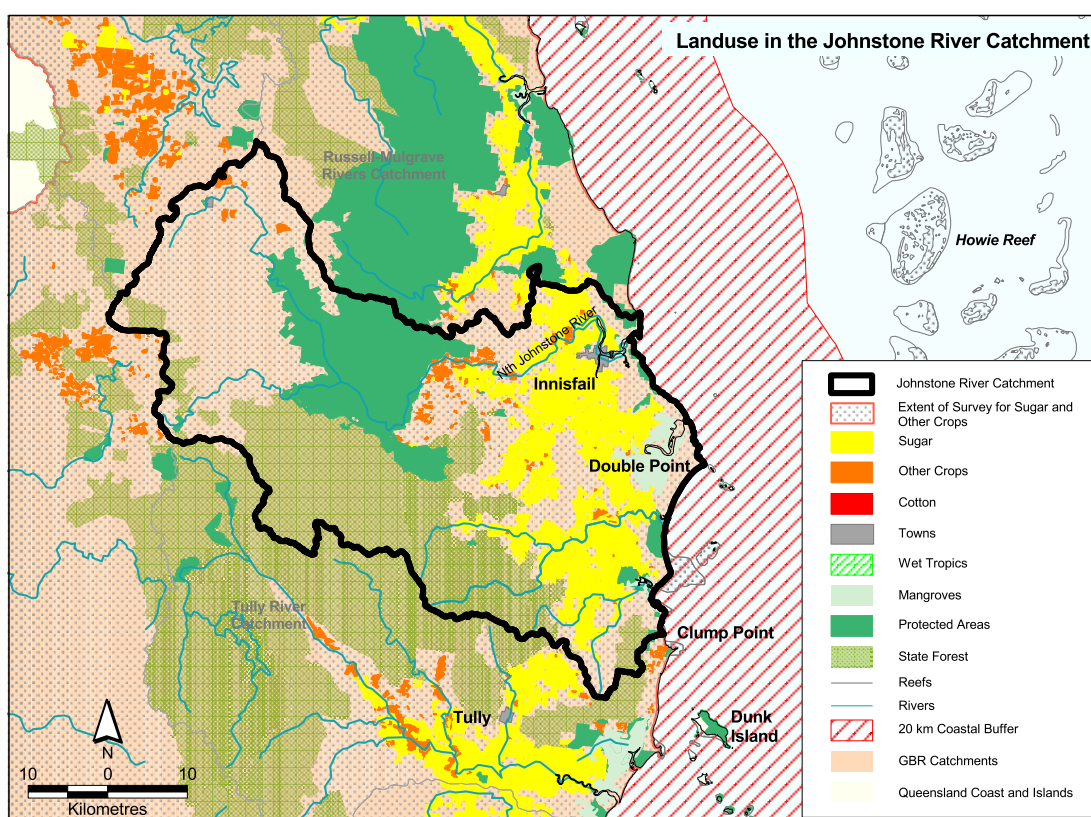 Landuse in the Johnstone River Catchment
Russell-Mulgrave
Rivers Catchment
Howie Reef
Nth Johnstone River
Innisfail
Double Point
Tully River
Catchment
Clump Point
Tully
Dunk
Island
N
10 0 10
Kilometres
Johnstone River Catchment
Extent of Survey for Sugar and
Other Crops
Sugar
Other Crops
Cotton
Towns
Wet Tropics
Mangroves
Protected Areas
State Forest
Reefs
Rivers
20 km Coastal Buffer
GBR Catchments
Queensland Coast and Islands